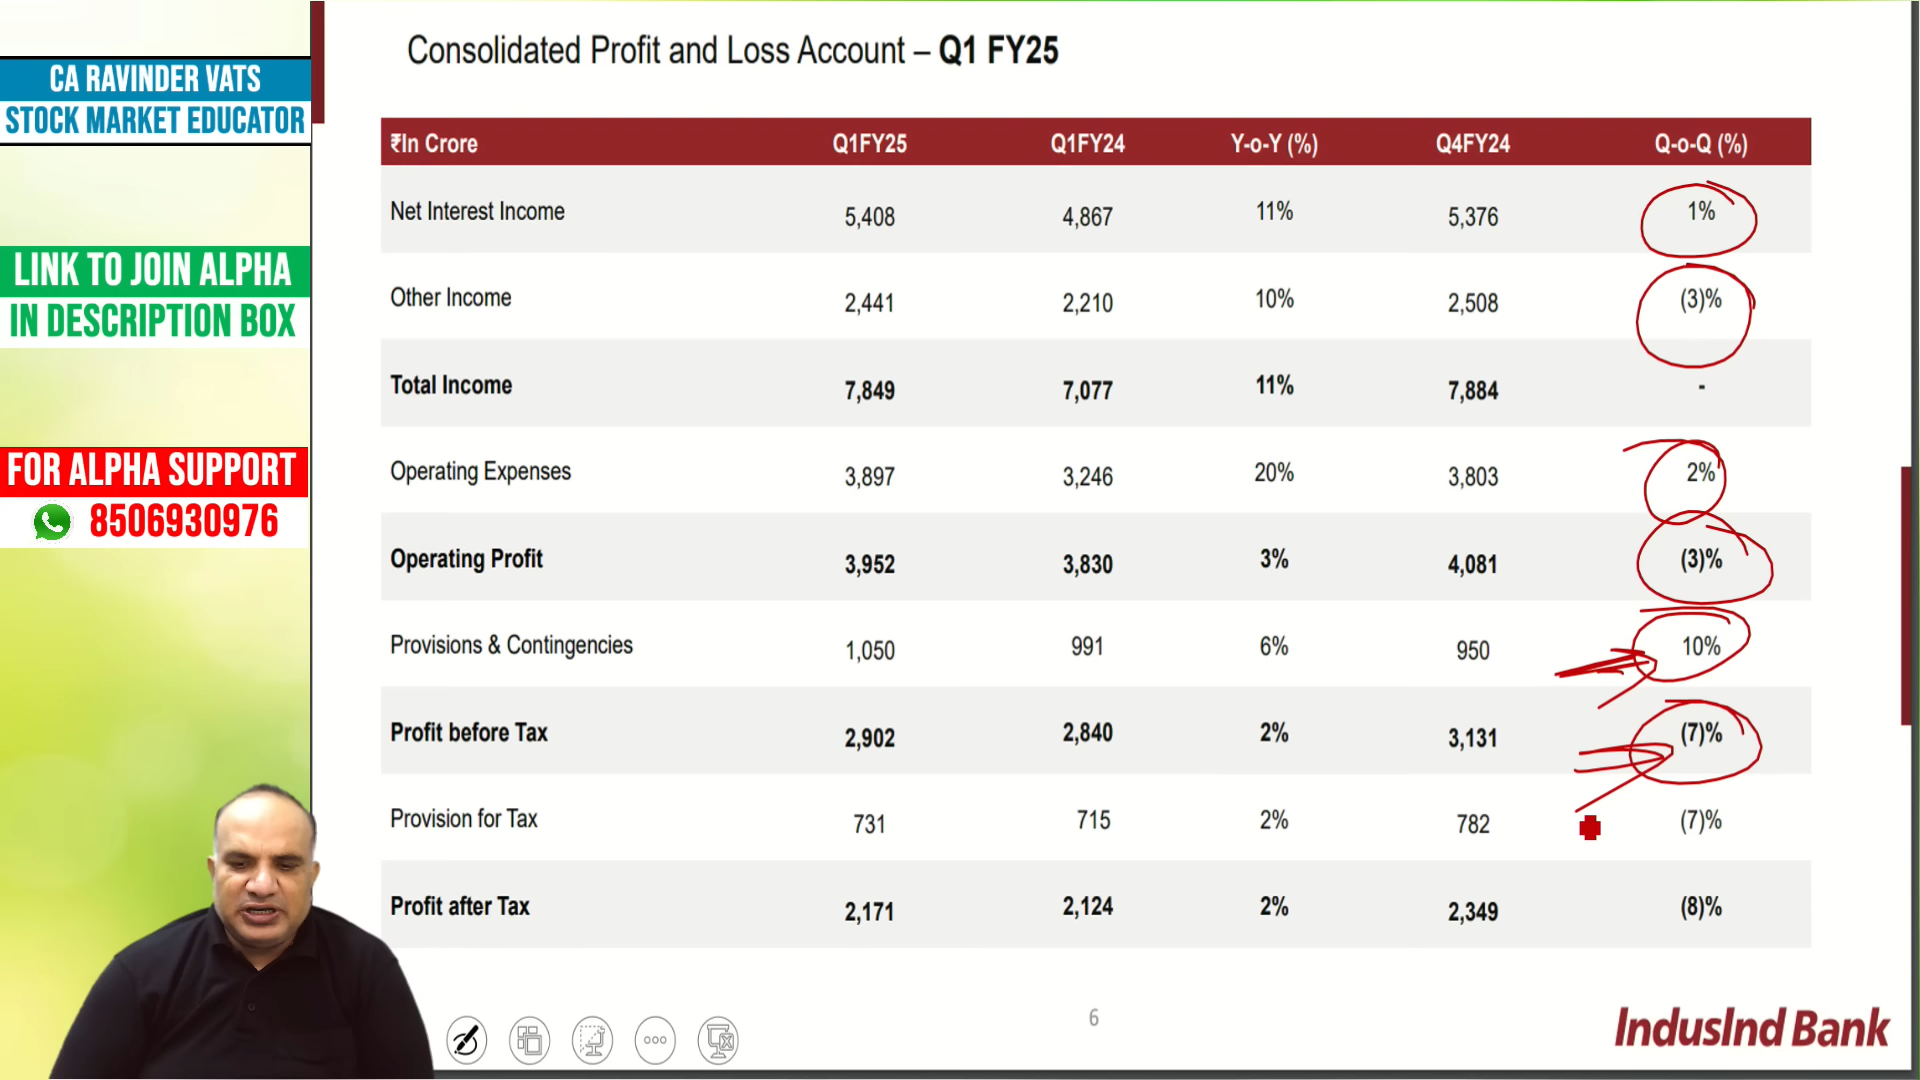 CA RAVINDER VATS
STOCK MARKET EDUCATOR
LINK TO JOIN ALPHA
IN DESCRIPTION BOX
FOR ALPHA SUPPORT
8506930976
Consolidated Profit and Loss Account – Q1 FY25
₹In Crore Q1FY25 Q1FY24 Y-o-Y (%) Q4FY24 Q-o-Q (%)
Net Interest Income 5,408 4,867 11% 5,376 1%
Other Income 2,441 2,210 10% 2,508 (3)%
Total Income 7,849 7,077 11% 7,884 -
Operating Expenses 3,897 3,246 20% 3,803 2%
Operating Profit 3,952 3,830 3% 4,081 (3)%
Provisions & Contingencies 1,050 991 6% 950 10%
Profit before Tax 2,902 2,840 2% 3,131 (7)%
Provision for Tax 731 715 2% 782 (7)%
Profit after Tax 2,171 2,124 2% 2,349 (8)%
6
IndusInd Bank